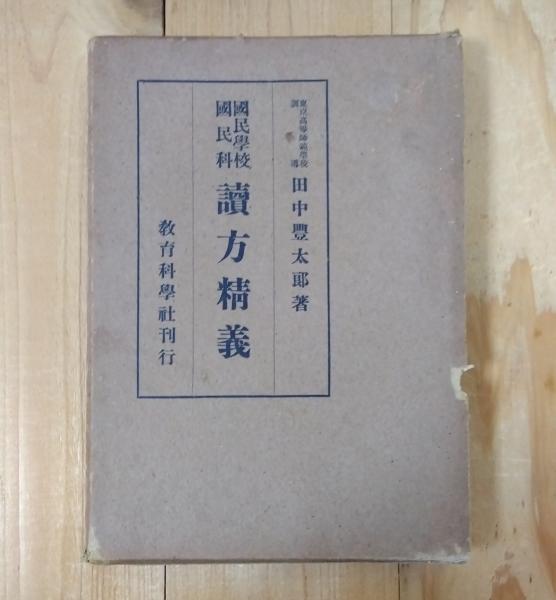 東京高等師範學校
訓導
田中豐太郎著
國民學校
國民科
讀方精義
教育科學社刊行